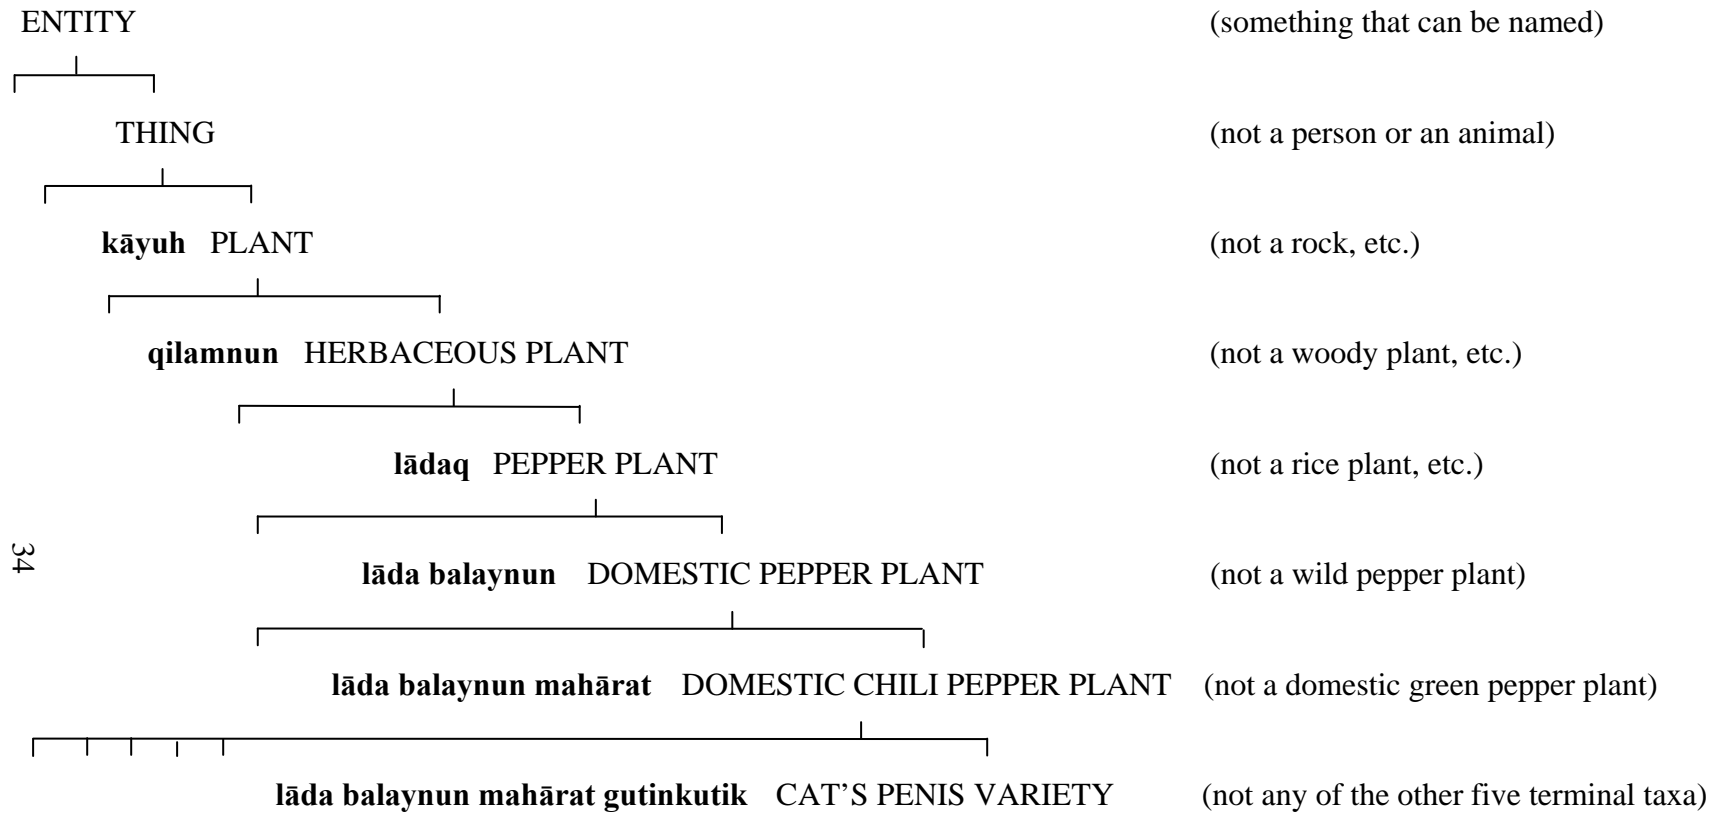 ENTITY (something that can be named)
THING (not a person or an animal)
kāyuh PLANT (not a rock, etc.)
qilamnun HERBACEOUS PLANT (not a woody plant, etc.)
lādaq PEPPER PLANT (not a rice plant, etc.)
34
lāda balaynun DOMESTIC PEPPER PLANT (not a wild pepper plant)
lāda balaynun mahārat DOMESTIC CHILI PEPPER PLANT (not a domestic green pepper plant)
lāda balaynun mahārat gutinkutik CAT’S PENIS VARIETY (not any of the other five terminal taxa)